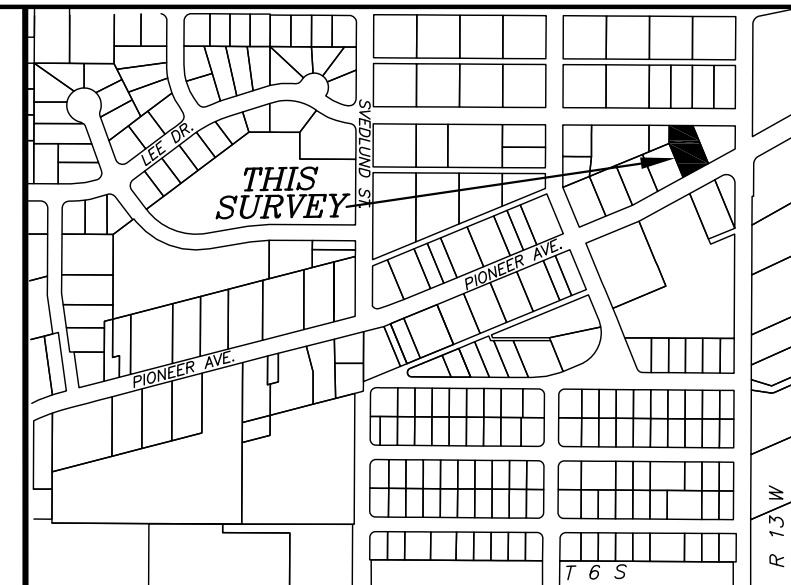 LEE DR.
SVEDLUND ST.
THIS
SURVEY
PIONEER AVE.
PIONEER AVE.
T 6 S
R 13 W